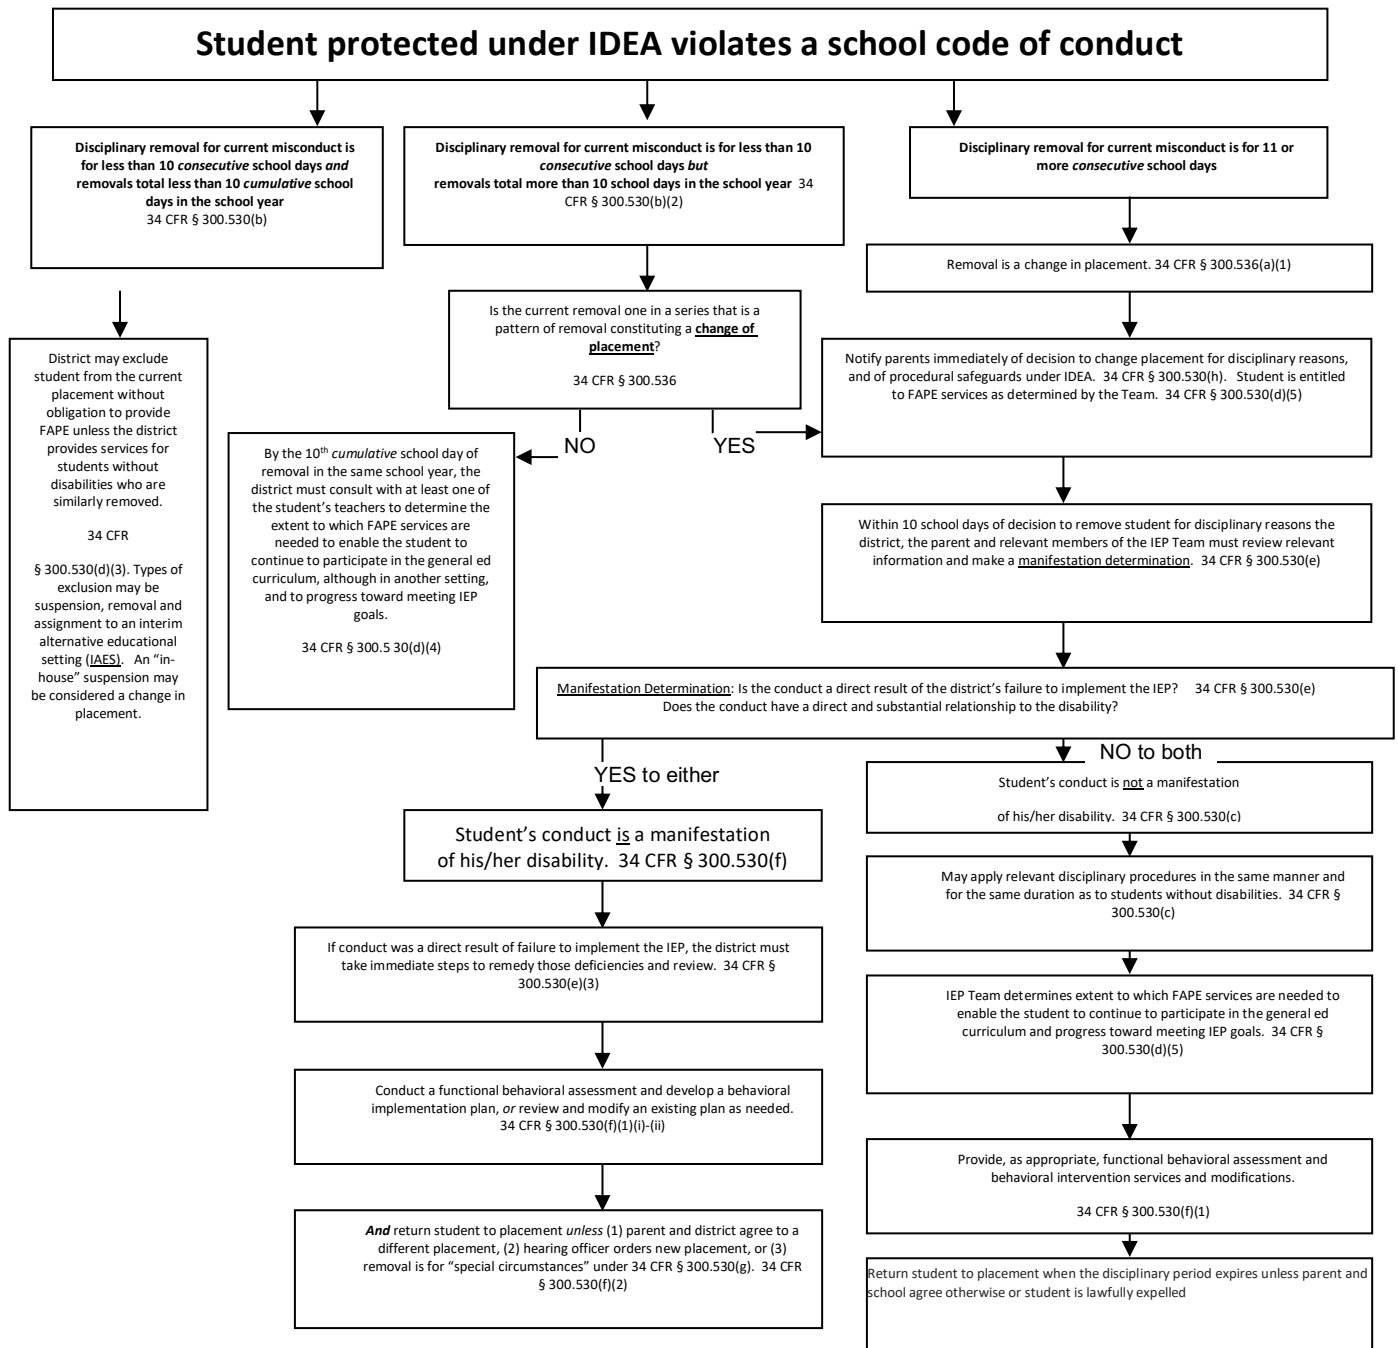 Student protected under IDEA violates a school code of conduct
Disciplinary removal for current misconduct is
for less than 10 consecutive school days and
removals total less than 10 cumulative school
days in the school year
34 CFR § 300.530(b)
Disciplinary removal for current misconduct is for less than 10
consecutive school days but
removals total more than 10 school days in the school year 34
CFR § 300.530(b)(2)
Disciplinary removal for current misconduct is for 11 or
more consecutive school days
Removal is a change in placement. 34 CFR § 300.536(a)(1)
Is the current removal one in a series that is a
pattern of removal constituting a change of
placement?
34 CFR § 300.536
NO
YES
Notify parents immediately of decision to change placement for disciplinary reasons,
and of procedural safeguards under IDEA. 34 CFR § 300.530(h). Student is entitled
to FAPE services as determined by the Team. 34 CFR § 300.530(d)(5)
District may exclude
student from the current
placement without
obligation to provide
FAPE unless the district
provides services for
students without
disabilities who are
similarly removed.
34 CFR
§ 300.530(d)(3). Types of
exclusion may be
suspension, removal and
assignment to an interim
alternative educational
setting (IAES). An “in-
house” suspension may
be considered a change in
placement.
By the 10th cumulative school day of
removal in the same school year, the
district must consult with at least one of
the student’s teachers to determine the
extent to which FAPE services are
needed to enable the student to
continue to participate in the general ed
curriculum, although in another setting,
and to progress toward meeting IEP
goals.
34 CFR § 300.5 30(d)(4)
Within 10 school days of decision to remove student for disciplinary reasons the
district, the parent and relevant members of the IEP Team must review relevant
information and make a manifestation determination. 34 CFR § 300.530(e)
Manifestation Determination: Is the conduct a direct result of the district’s failure to implement the IEP? 34 CFR § 300.530(e)
Does the conduct have a direct and substantial relationship to the disability?
YES to either
NO to both
Student’s conduct is a manifestation
of his/her disability. 34 CFR § 300.530(f)
If conduct was a direct result of failure to implement the IEP, the district must
take immediate steps to remedy those deficiencies and review. 34 CFR §
300.530(e)(3)
Conduct a functional behavioral assessment and develop a behavioral
implementation plan, or review and modify an existing plan as needed.
34 CFR § 300.530(f)(1)(i)-(ii)
And return student to placement unless (1) parent and district agree to a
different placement, (2) hearing officer orders new placement, or (3)
removal is for “special circumstances” under 34 CFR § 300.530(g). 34 CFR
§ 300.530(f)(2)
Student’s conduct is not a manifestation
of his/her disability. 34 CFR § 300.530(c)
May apply relevant disciplinary procedures in the same manner and
for the same duration as to students without disabilities. 34 CFR §
300.530(c)
IEP Team determines extent to which FAPE services are needed to
enable the student to continue to participate in the general ed
curriculum and progress toward meeting IEP goals. 34 CFR §
300.530(d)(5)
Provide, as appropriate, functional behavioral assessment and
behavioral intervention services and modifications.
34 CFR § 300.530(f)(1)
Return student to placement when the disciplinary period expires unless parent and
school agree otherwise or student is lawfully expelled